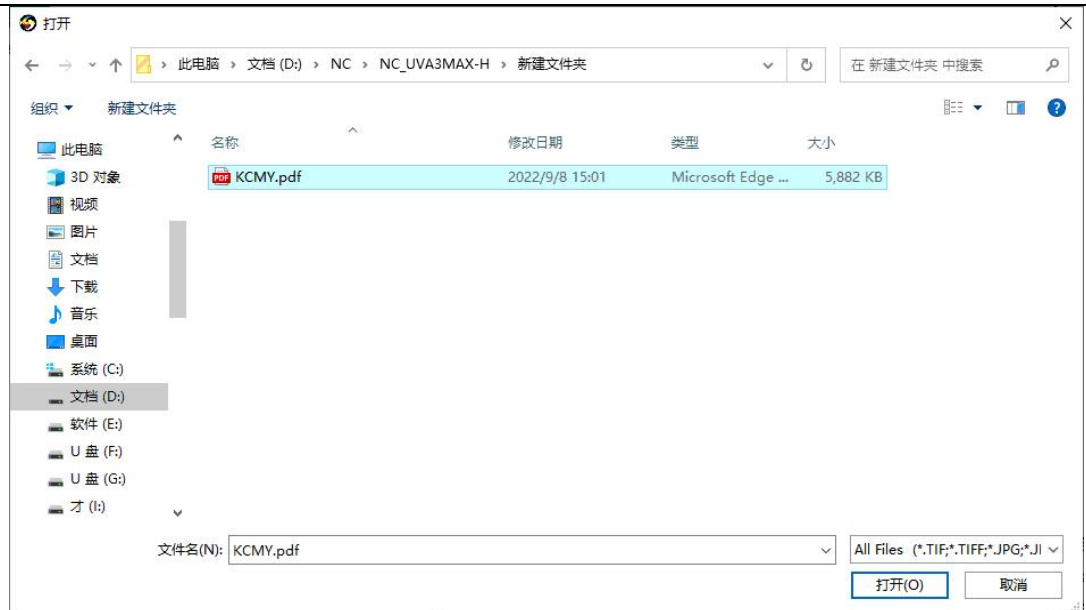 打开
此电脑 › 文档 (D:) › NC › NC_UVA3MAX-H › 新建文件夹
在 新建文件夹 中搜索
组织 新建文件夹
名称 修改日期 类型 大小
KCMY.pdf 2022/9/8 15:01 Microsoft Edge ... 5,882 KB
此电脑
3D 对象
视频
图片
文档
下载
音乐
桌面
系统 (C:)
文档 (D:)
软件 (E:)
U 盘 (F:)
U 盘 (G:)
才 (I:)
文件名(N): KCMY.pdf
All Files (*.TIF;*.TIFF;*.JPG;*.JI
打开(O) 取消